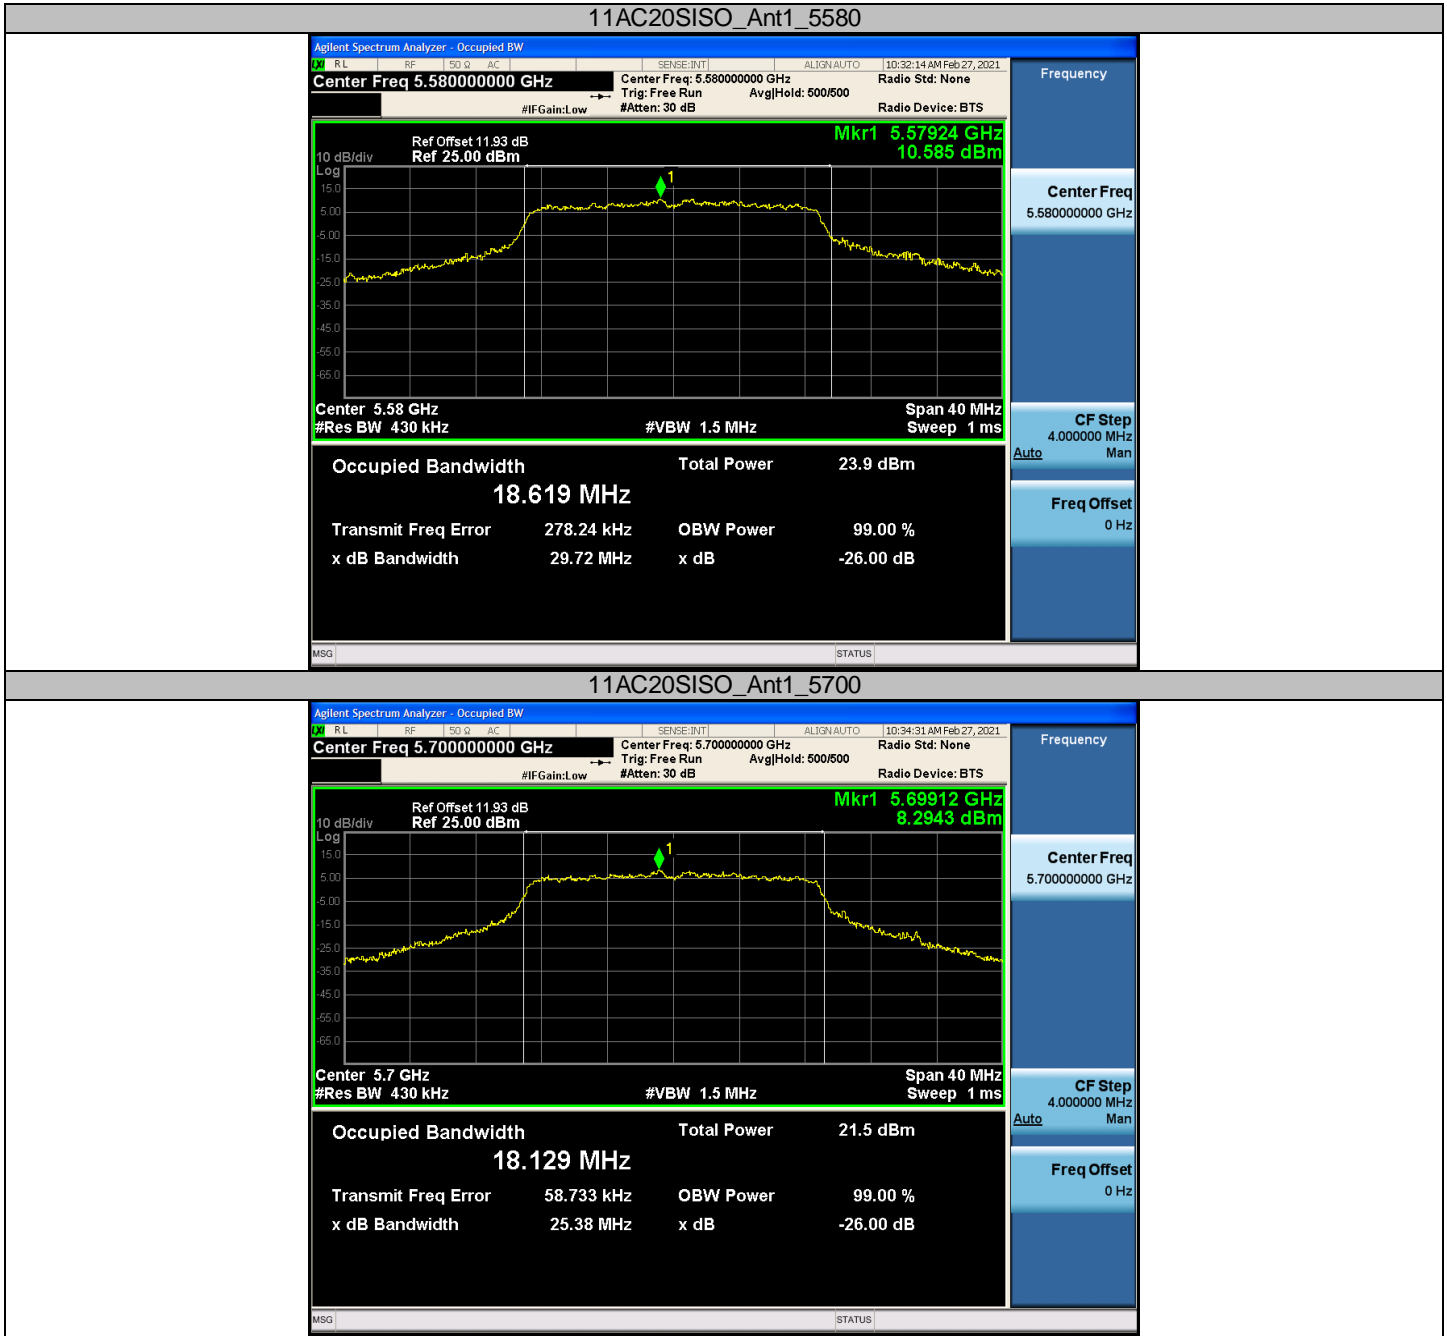 11AC20SISO_Ant1_5580
Agilent Spectrum Analyzer - Occupied BW
LXI RL RF 50 Ω AC SENSE:INT ALIGN AUTO 10:32:14 AM Feb 27, 2021
Center Freq 5.580000000 GHz
Center Freq: 5.580000000 GHz Radio Std: None
Trig: Free Run Avg|Hold: 500/500
#IFGain:Low #Atten: 30 dB Radio Device: BTS
Frequency
Mkr1 5.57924 GHz
10.585 dBm
Ref Offset 11.93 dB
10 dB/div Ref 25.00 dBm
Log
15.0
5.00
-5.00
-15.0
-25.0
-35.0
-45.0
-55.0
-65.0
1
Center 5.58 GHz Span 40 MHz
#Res BW 430 kHz #VBW 1.5 MHz Sweep 1 ms
Center Freq
5.580000000 GHz
CF Step
4.000000 MHz
Auto Man
Freq Offset
0 Hz
Occupied Bandwidth Total Power 23.9 dBm
18.619 MHz
Transmit Freq Error 278.24 kHz OBW Power 99.00 %
x dB Bandwidth 29.72 MHz x dB -26.00 dB
MSG STATUS
11AC20SISO_Ant1_5700
Agilent Spectrum Analyzer - Occupied BW
LXI RL RF 50 Ω AC SENSE:INT ALIGN AUTO 10:34:31 AM Feb 27, 2021
Center Freq 5.700000000 GHz
Center Freq: 5.700000000 GHz Radio Std: None
Trig: Free Run Avg|Hold: 500/500
#IFGain:Low #Atten: 30 dB Radio Device: BTS
Frequency
Mkr1 5.69912 GHz
8.2943 dBm
Ref Offset 11.93 dB
10 dB/div Ref 25.00 dBm
Log
15.0
5.00
-5.00
-15.0
-25.0
-35.0
-45.0
-55.0
-65.0
1
Center 5.7 GHz Span 40 MHz
#Res BW 430 kHz #VBW 1.5 MHz Sweep 1 ms
Center Freq
5.700000000 GHz
CF Step
4.000000 MHz
Auto Man
Freq Offset
0 Hz
Occupied Bandwidth Total Power 21.5 dBm
18.129 MHz
Transmit Freq Error 58.733 kHz OBW Power 99.00 %
x dB Bandwidth 25.38 MHz x dB -26.00 dB
MSG STATUS